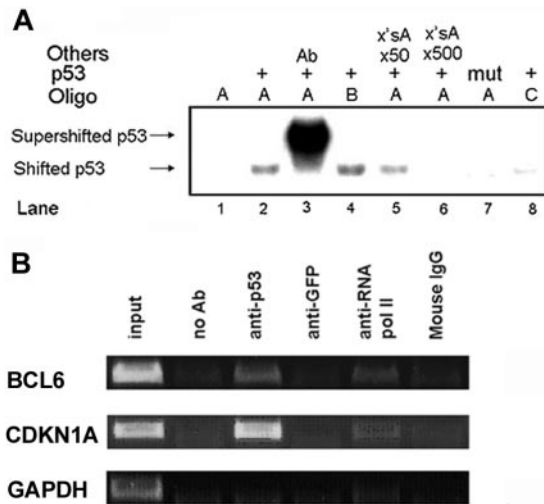 A
Others Ab x'sA x50 x'sA x500
p53 + + + + + mut +
Oligo A A A B A A A C
Supersshifted p53
Shifted p53
Lane 1 2 3 4 5 6 7 8
B
input no Ab anti-p53 anti-GFP anti-RNA pol II Mouse IgG
BCL6
CDKN1A
GAPDH